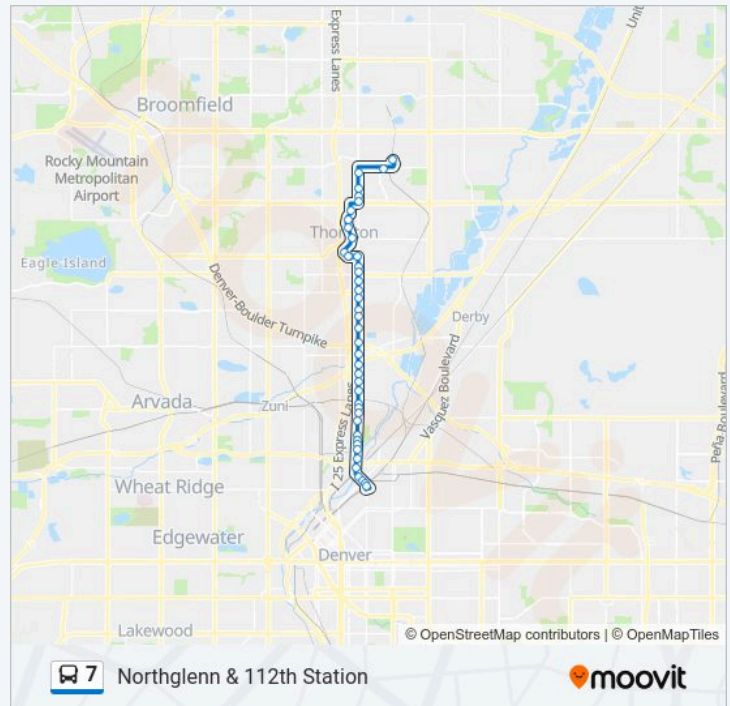 Express Lanes
Unit
Broomfield
Rocky Mountain
Metropolitan
Airport
Thornton
Eagle Island
Denver-Boulder Turnpike
Derby
Vasquez Boulevard
Peña Boulevard
Arvada
Zuni
I 25 Express Lanes
Wheat Ridge
Edgewater
Denver
Lakewood
© OpenStreetMap contributors | © OpenMapTiles
7 Northglenn & 112th Station
moovit